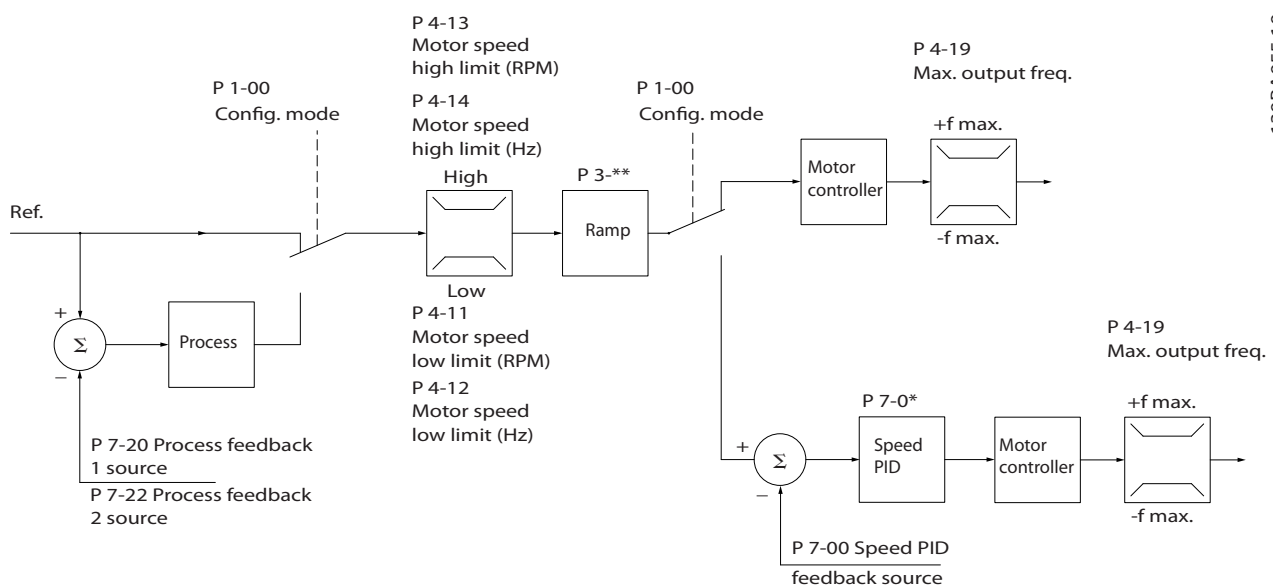 P 4-13
Motor speed
high limit (RPM)
P 4-14
Motor speed
high limit (Hz)
P 1-00
Config. mode
P 1-00
Config. mode
P 4-19
Max. output freq.
Ref.
High
Low
P 3-**
Ramp
Motor
controller
+f max.
-f max.
+
Σ
−
Process
P 4-11
Motor speed
low limit (RPM)
P 4-12
Motor speed
low limit (Hz)
P 7-20 Process feedback
1 source
P 7-22 Process feedback
2 source
+
Σ
−
P 7-0*
Speed
PID
Motor
controller
P 4-19
Max. output freq.
+f max.
-f max.
P 7-00 Speed PID
feedback source